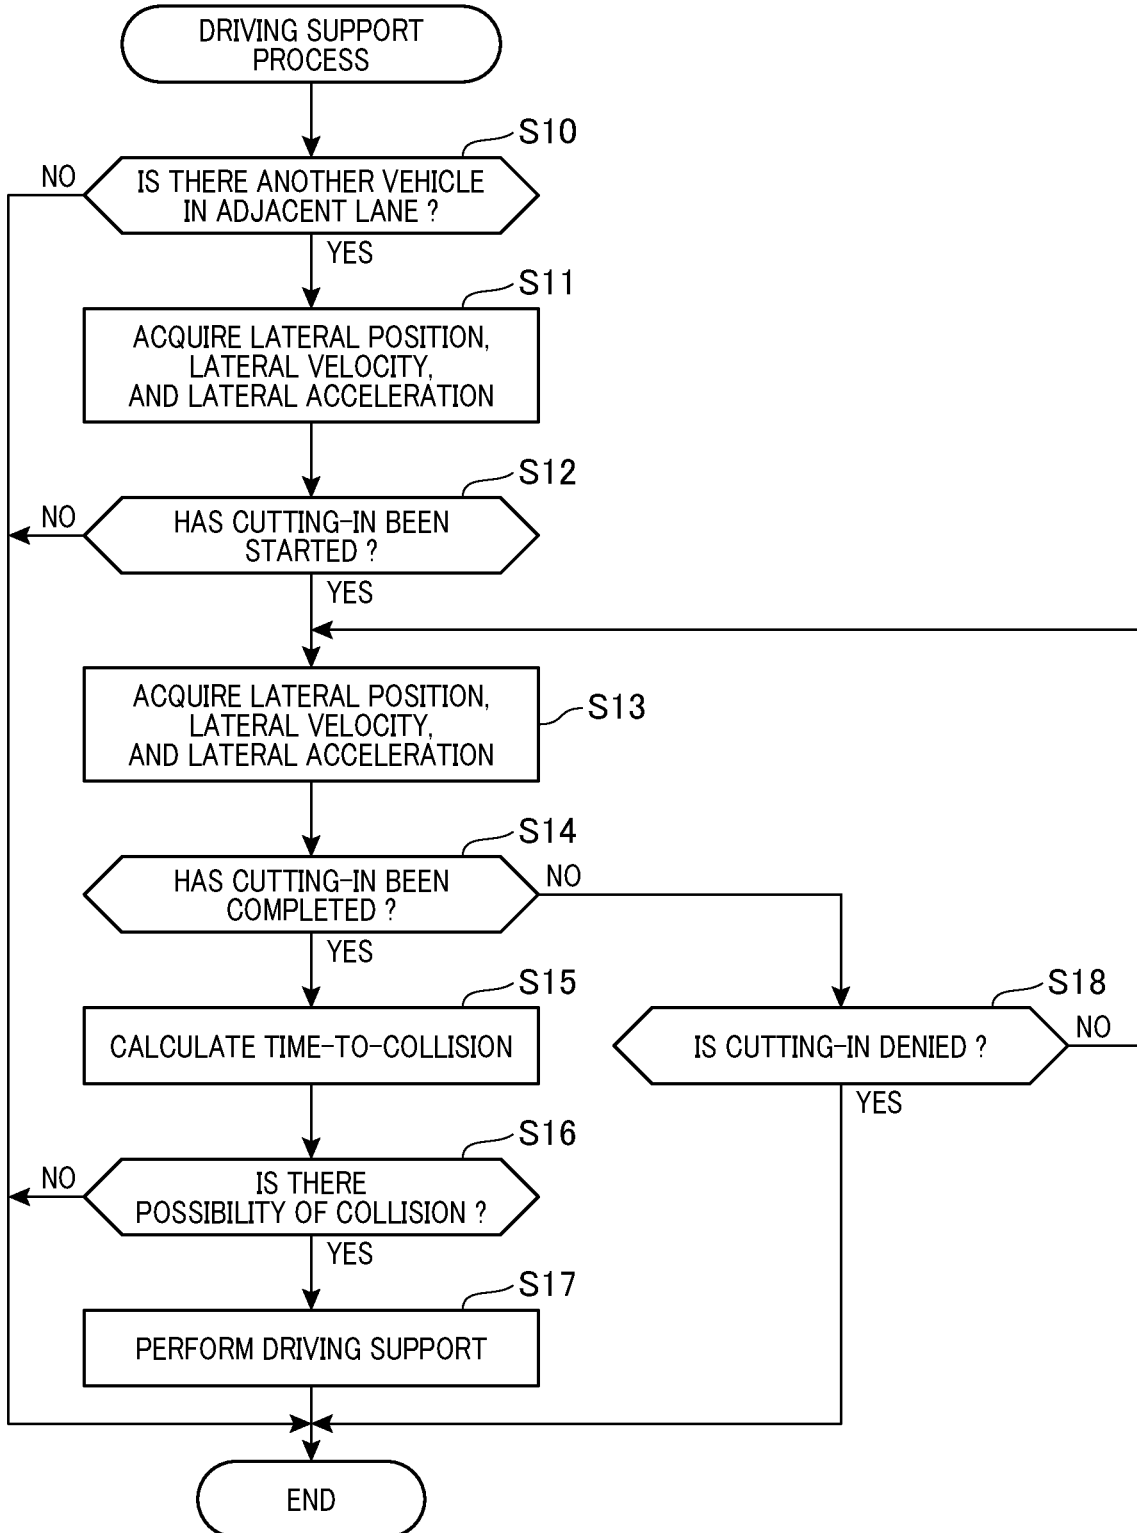 DRIVING SUPPORT
PROCESS
S10
NO
IS THERE ANOTHER VEHICLE
IN ADJACENT LANE ?
YES
S11
ACQUIRE LATERAL POSITION,
LATERAL VELOCITY,
AND LATERAL ACCELERATION
S12
NO
HAS CUTTING-IN BEEN
STARTED ?
YES
ACQUIRE LATERAL POSITION,
LATERAL VELOCITY,
AND LATERAL ACCELERATION
S13
S14
HAS CUTTING-IN BEEN
COMPLETED ?
NO
YES
S15
CALCULATE TIME-TO-COLLISION
S18
IS CUTTING-IN DENIED ?
NO
YES
S16
NO
IS THERE
POSSIBILITY OF COLLISION ?
YES
S17
PERFORM DRIVING SUPPORT
END